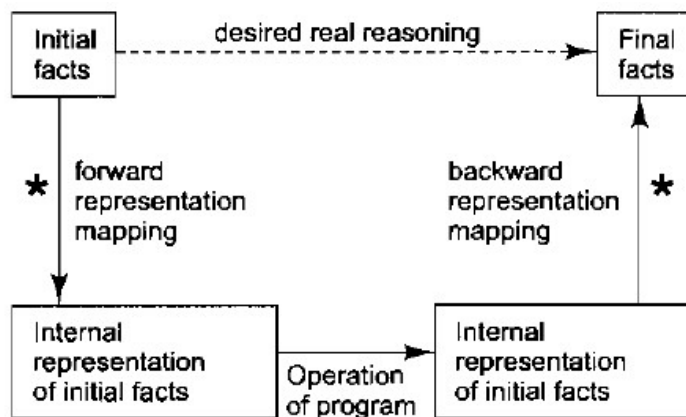 Initial
facts
desired real reasoning
Final
facts
*
forward
representation
mapping
backward
representation
mapping
*
Internal
representation
of initial facts
Operation
of program
Internal
representation
of initial facts